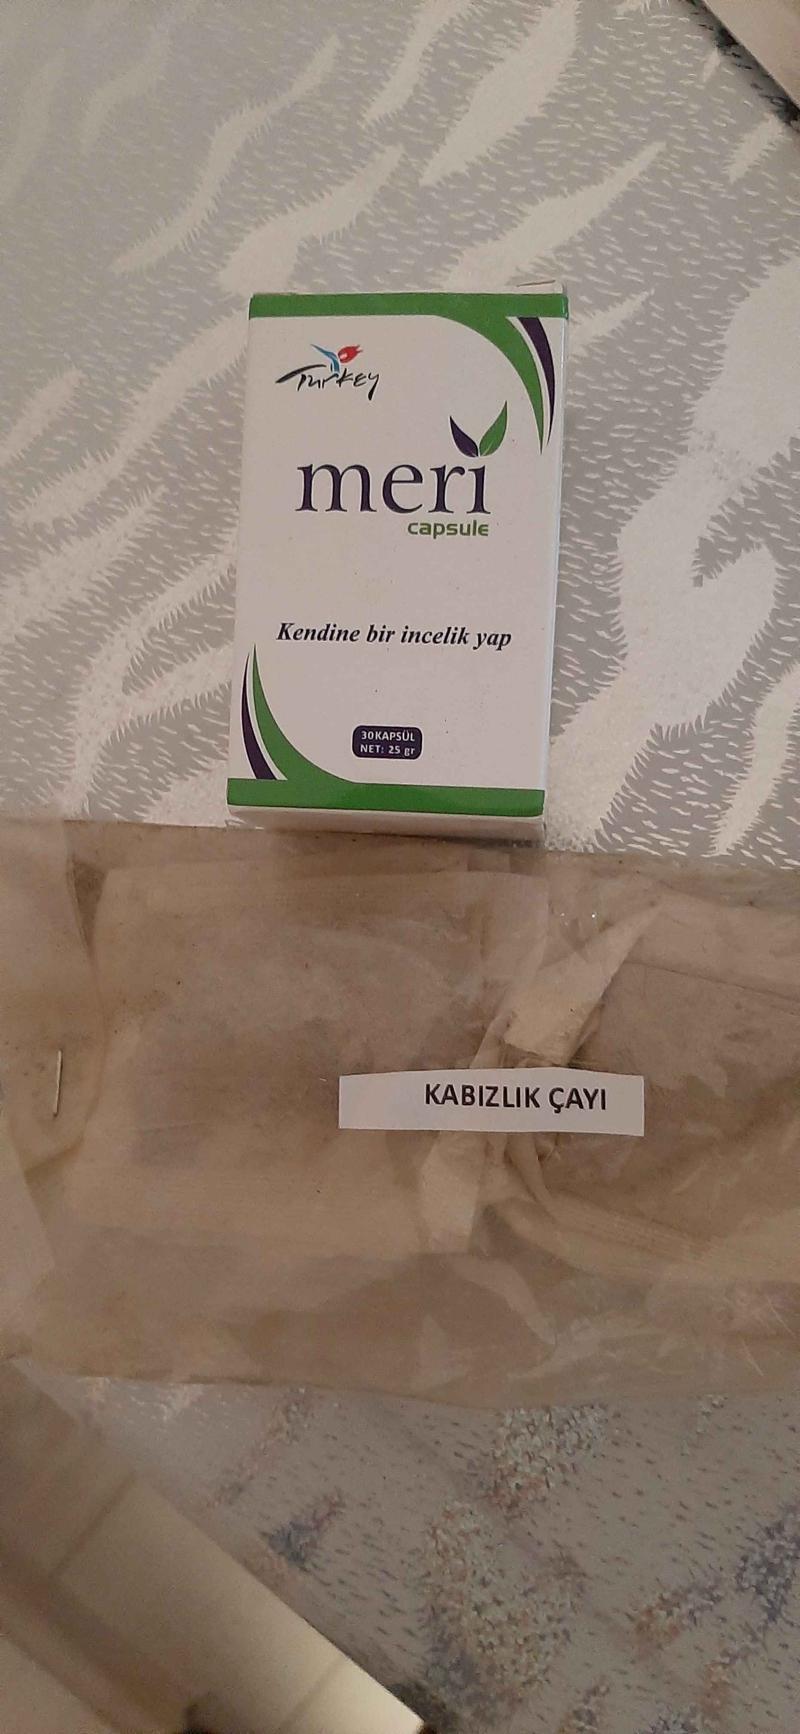 Turkey
meri
capsule
Kendine bir incelik yap
30KAPSÜL
NET: 25 gr
KABIZLIK ÇAYI